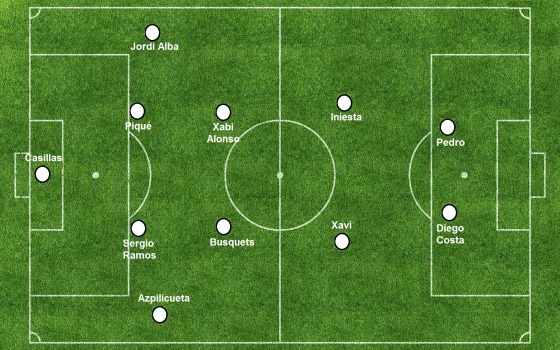 Jordi Alba
Piqué
Xabi
Alonso
Iniesta
Pedro
Casillas
Xavi
Sergio
Ramos
Busquets
Diego
Costa
Azpilicueta